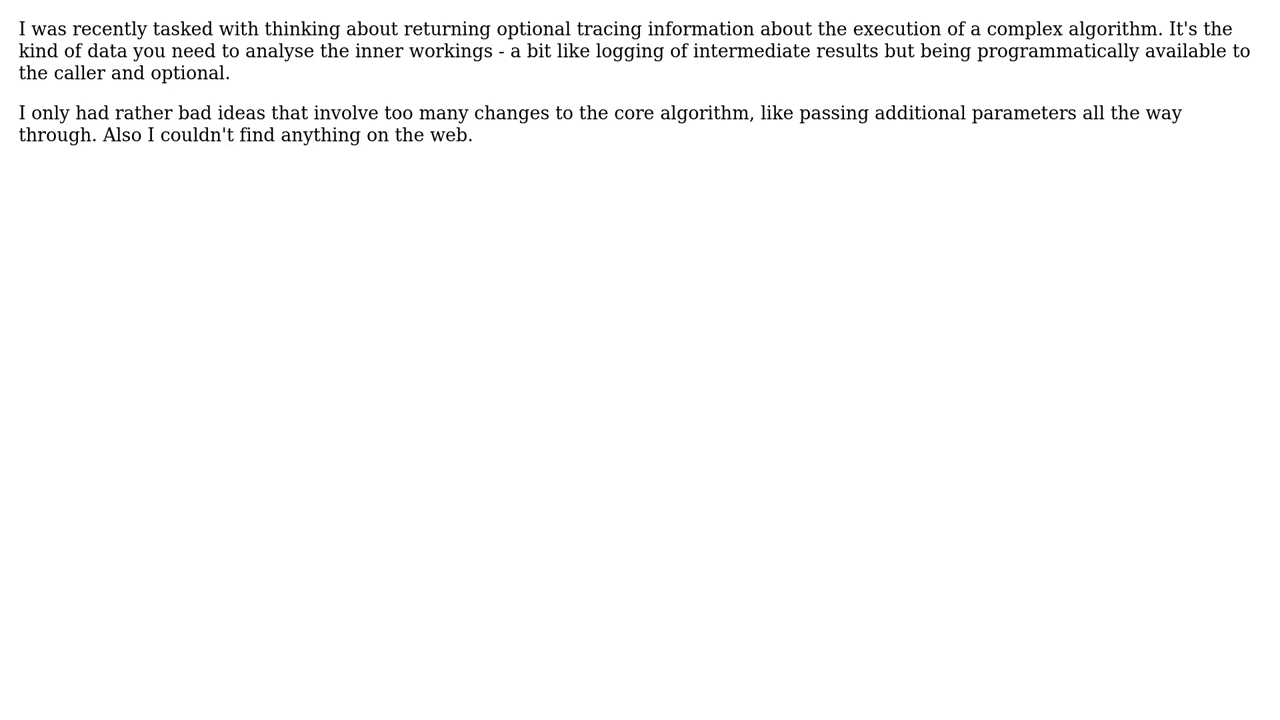 I was recently tasked with thinking about returning optional tracing information about the execution of a complex algorithm. It's the
kind of data you need to analyse the inner workings - a bit like logging of intermediate results but being programmatically available to
the caller and optional.
I only had rather bad ideas that involve too many changes to the core algorithm, like passing additional parameters all the way
through. Also I couldn't find anything on the web.